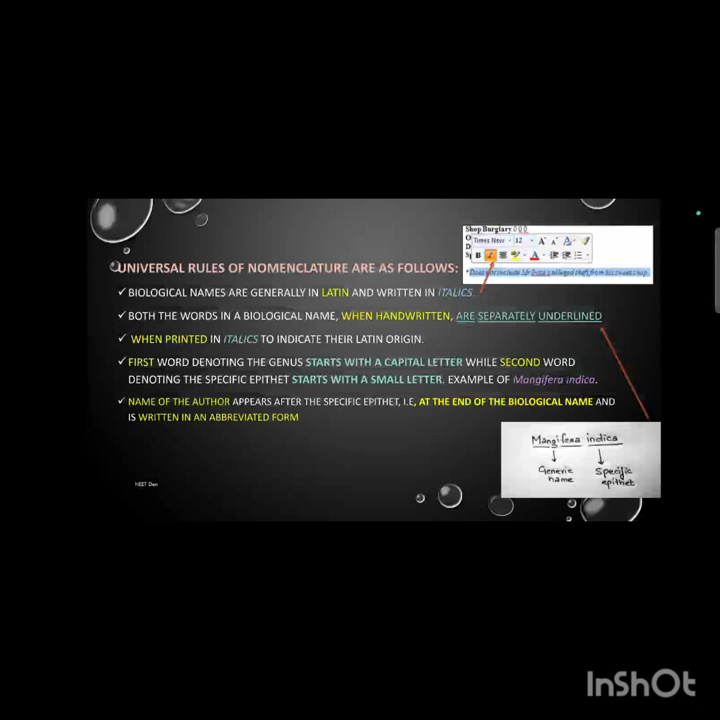 Shop Burglary
Times New 12
UNIVERSAL RULES OF NOMENCLATURE ARE AS FOLLOWS:
✓ BIOLOGICAL NAMES ARE GENERALLY IN LATIN AND WRITTEN IN ITALICS.
✓ BOTH THE WORDS IN A BIOLOGICAL NAME, WHEN HANDWRITTEN, ARE SEPARATELY UNDERLINED
✓ WHEN PRINTED IN ITALICS TO INDICATE THEIR LATIN ORIGIN.
✓ FIRST WORD DENOTING THE GENUS STARTS WITH A CAPITAL LETTER WHILE SECOND WORD
DENOTING THE SPECIFIC EPITHET STARTS WITH A SMALL LETTER. EXAMPLE OF Mangifera indica.
✓ NAME OF THE AUTHOR APPEARS AFTER THE SPECIFIC EPITHET, I.E, AT THE END OF THE BIOLOGICAL NAME AND
IS WRITTEN IN AN ABBREVIATED FORM
Mangifera indica
Generic name
Specific epithet
NEET Den
InShOt